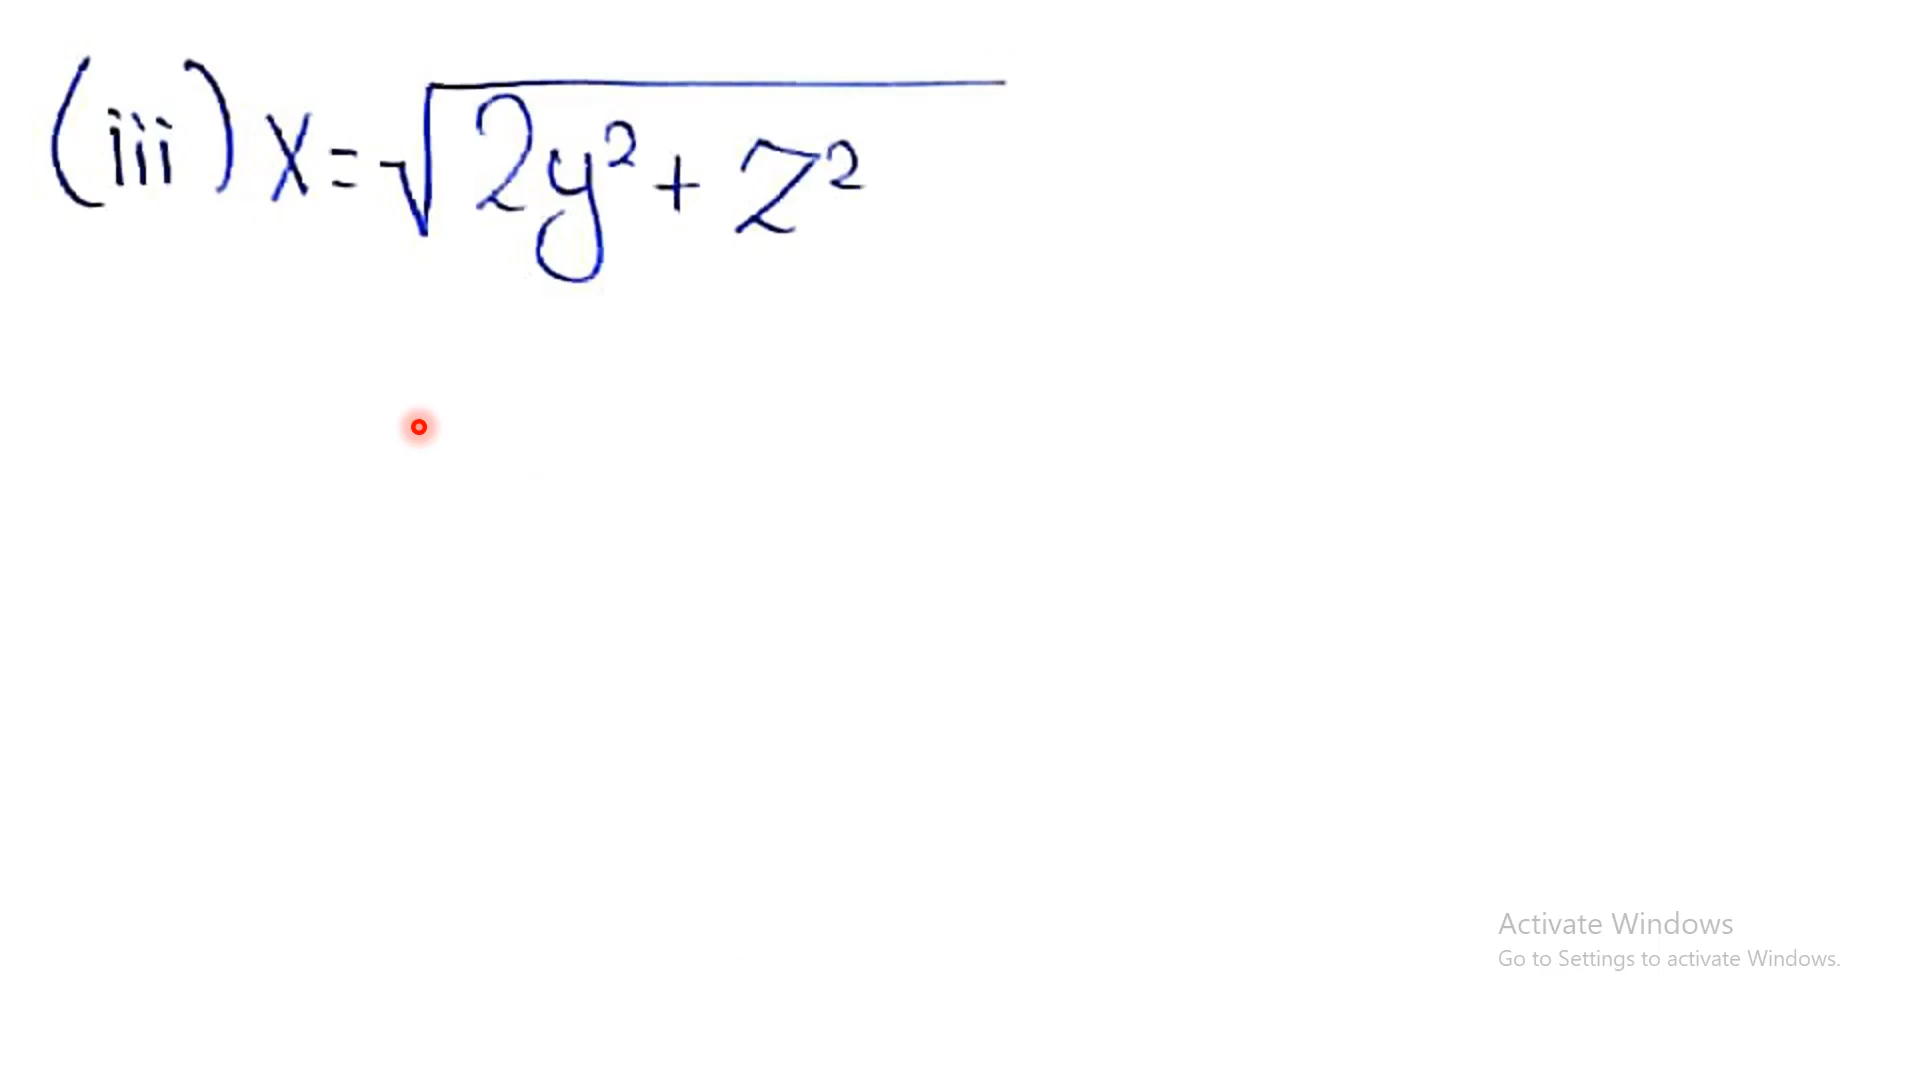 (iii) x = √2y² + z²
Activate Windows
Go to Settings to activate Windows.